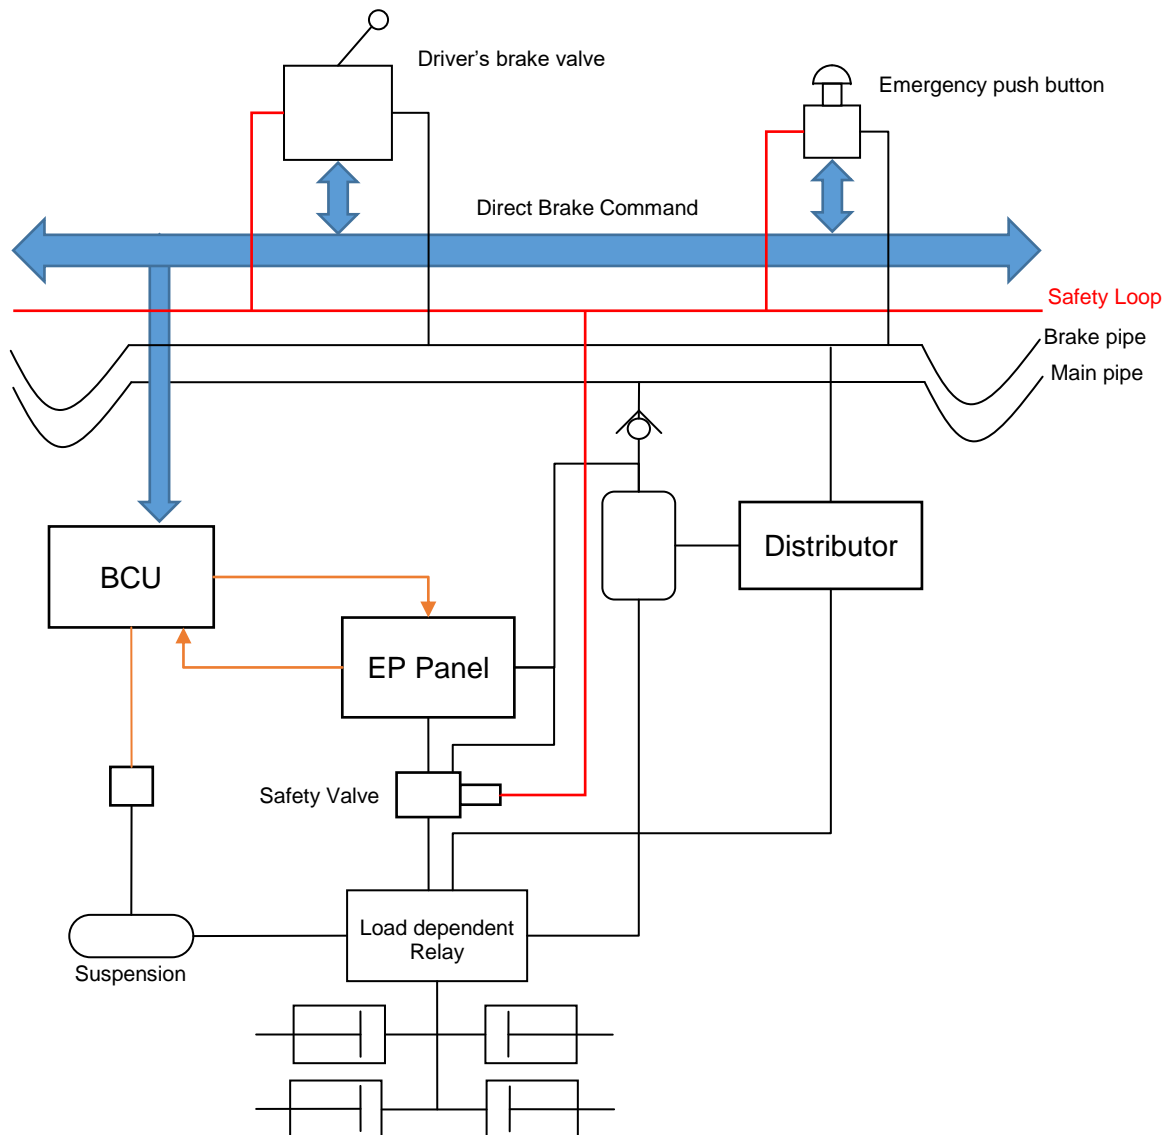 Driver's brake valve
Emergency push button
Direct Brake Command
Safety Loop
Brake pipe
Main pipe
BCU
Distributor
EP Panel
Safety Valve
Load dependent
Relay
Suspension